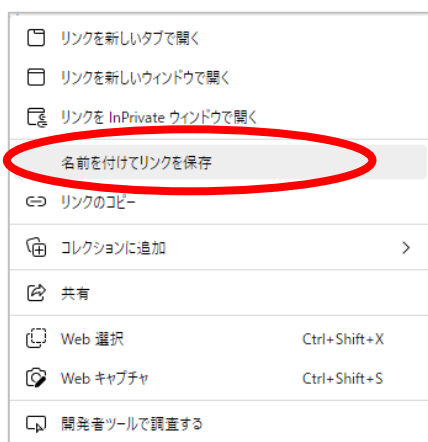 リンクを新しいタブで開く
リンクを新しいウィンドウで開く
リンクを InPrivate ウィンドウで開く
名前を付けてリンクを保存
リンクのコピー
コレクションに追加
共有
Web 選択 Ctrl+Shift+X
Web キャプチャ Ctrl+Shift+S
開発者ツールで調査する